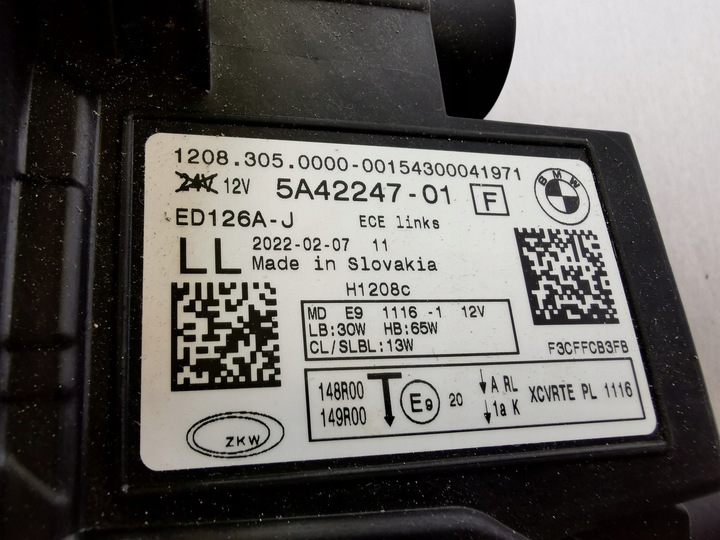 1208.305.0000-00154300041971
24V 12V 5A42247-01 F
BMW
ED126A-J ECE links
LL 2022-02-07 11
Made in Slovakia
H1208c
MD E9 1116 -1 12V
LB:30W HB:65W
CL/SLBL:13W
F3CFFCB3FB
148R00
149R00
E9 20
A RL
1a K
XCVRTE PL 1116
ZKW